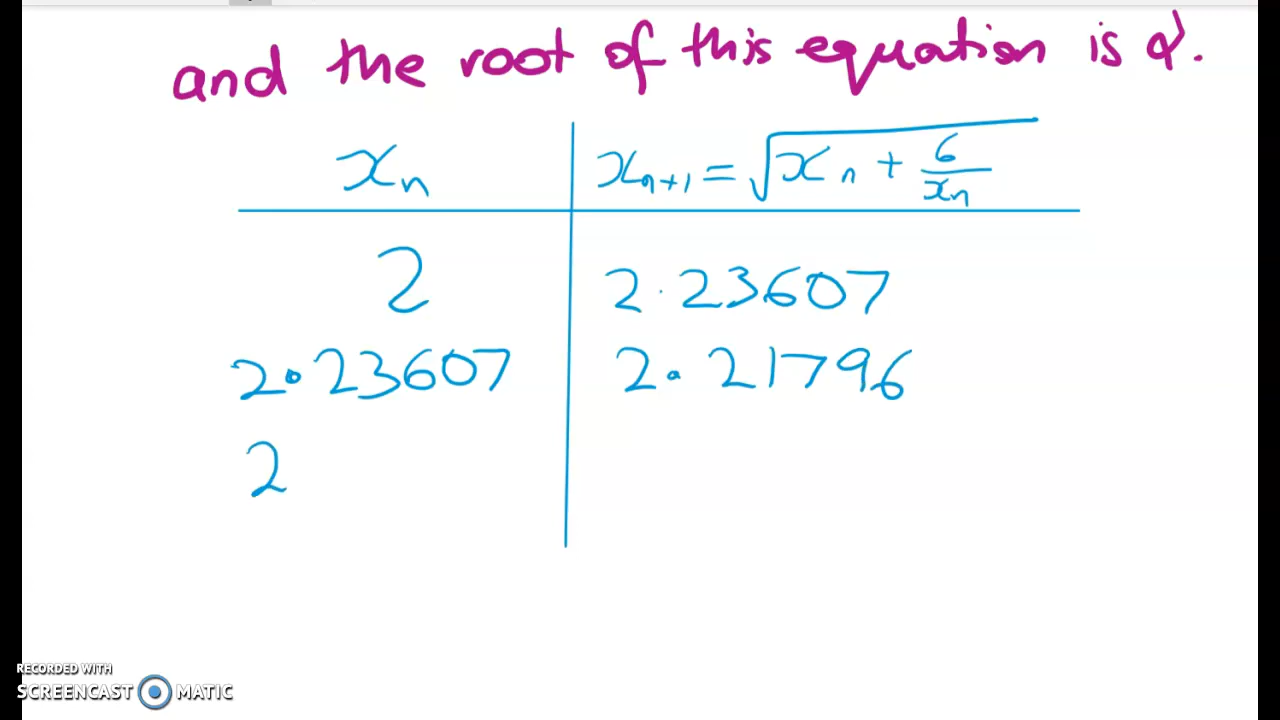 and the root of this equation is α.
xₙ xₙ₊₁ = √(xₙ + 6/xₙ)
2 2.23607
2.23607 2.21796
2
RECORDED WITH
SCREENCAST MATIC